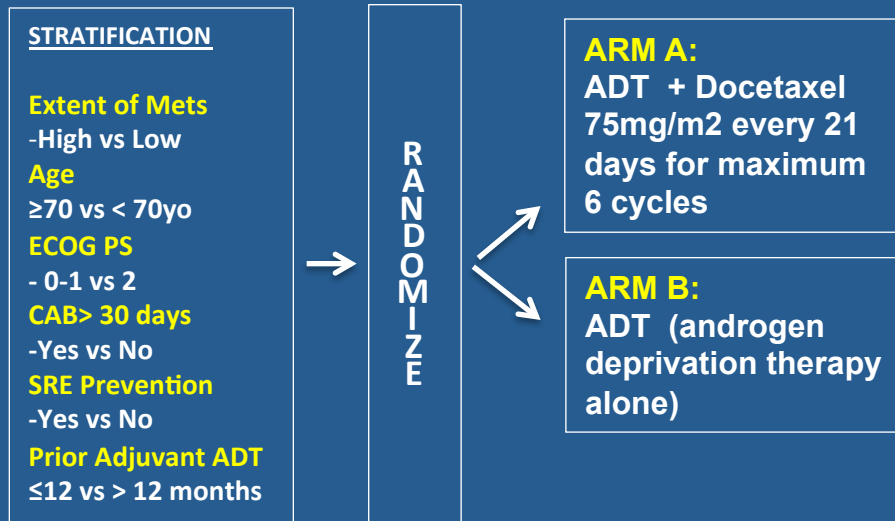 STRATIFICATION
Extent of Mets
-High vs Low
Age
≥70 vs < 70yo
ECOG PS
- 0-1 vs 2
CAB> 30 days
-Yes vs No
SRE Prevention
-Yes vs No
Prior Adjuvant ADT
≤12 vs > 12 months
RANDOMIZE
ARM A:
ADT + Docetaxel
75mg/m2 every 21
days for maximum
6 cycles
ARM B:
ADT (androgen
deprivation therapy
alone)